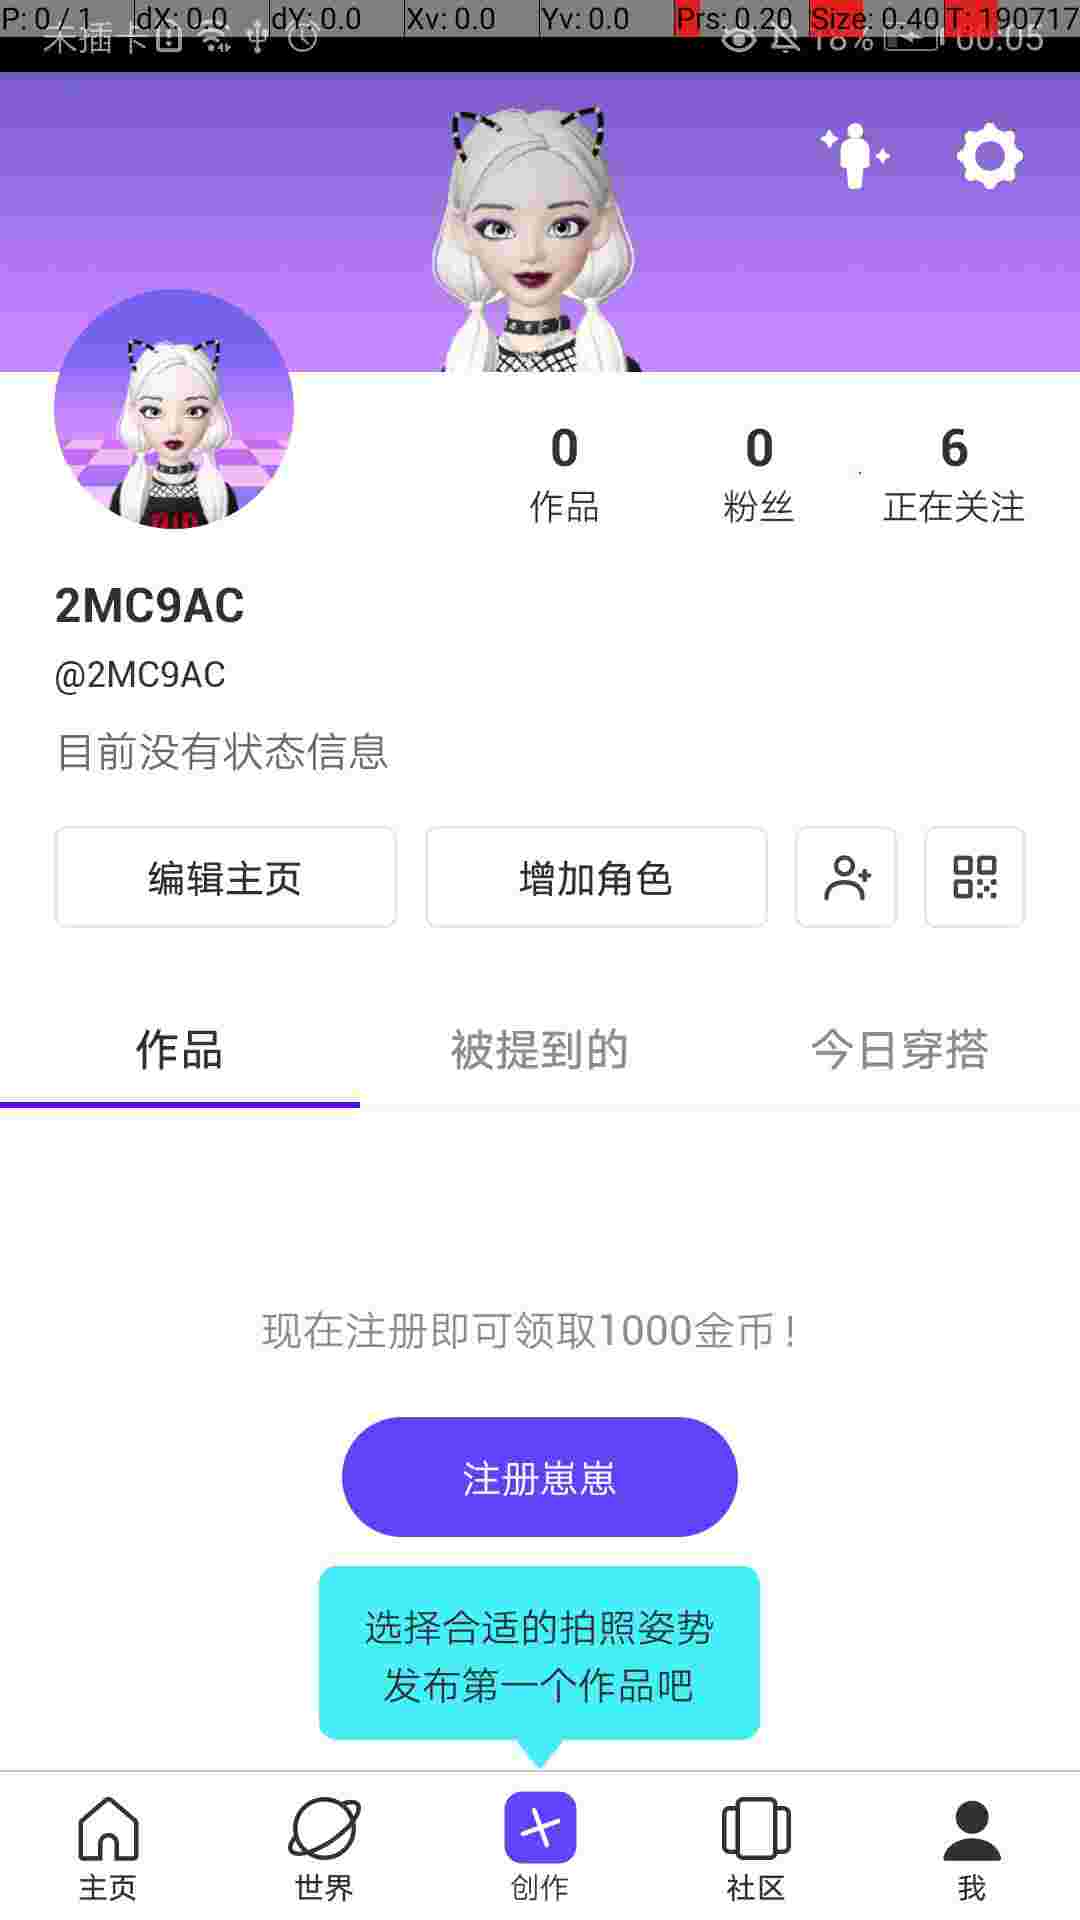 P: 0 / 1 dX: 0.0 dY: 0.0 Xv: 0.0 Yv: 0.0 Prs: 0.20 Size: 0.40 T: 190717
未插卡 18% 00:05
0 0 6
作品 粉丝 正在关注
2MC9AC
@2MC9AC
目前没有状态信息
编辑主页 增加角色
作品 被提到的 今日穿搭
现在注册即可领取1000金币！
注册崽崽
选择合适的拍照姿势
发布第一个作品吧
主页 世界 创作 社区 我